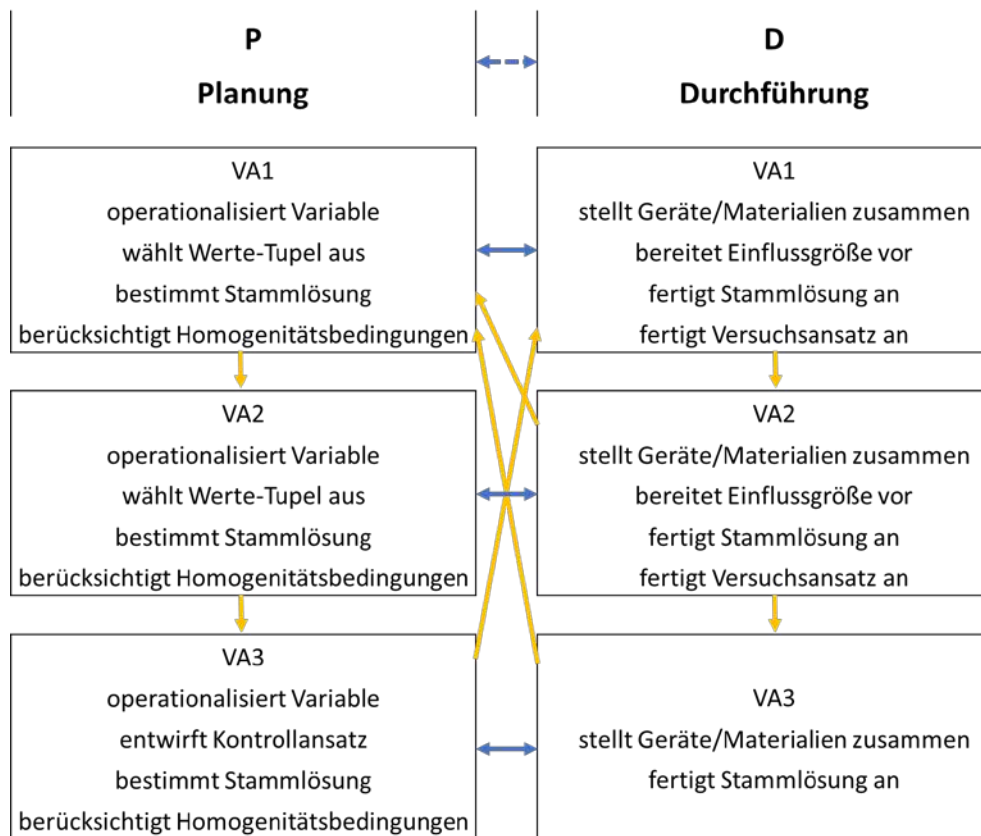 P
Planung
D
Durchführung
VA1
operationalisiert Variable
wählt Werte-Tupel aus
bestimmt Stammlösung
berücksichtigt Homogenitätsbedingungen
VA1
stellt Geräte/Materialien zusammen
bereitet Einflussgröße vor
fertigt Stammlösung an
fertigt Versuchsansatz an
VA2
operationalisiert Variable
wählt Werte-Tupel aus
bestimmt Stammlösung
berücksichtigt Homogenitätsbedingungen
VA2
stellt Geräte/Materialien zusammen
bereitet Einflussgröße vor
fertigt Stammlösung an
fertigt Versuchsansatz an
VA3
operationalisiert Variable
entwirft Kontrollansatz
bestimmt Stammlösung
berücksichtigt Homogenitätsbedingungen
VA3
stellt Geräte/Materialien zusammen
fertigt Stammlösung an